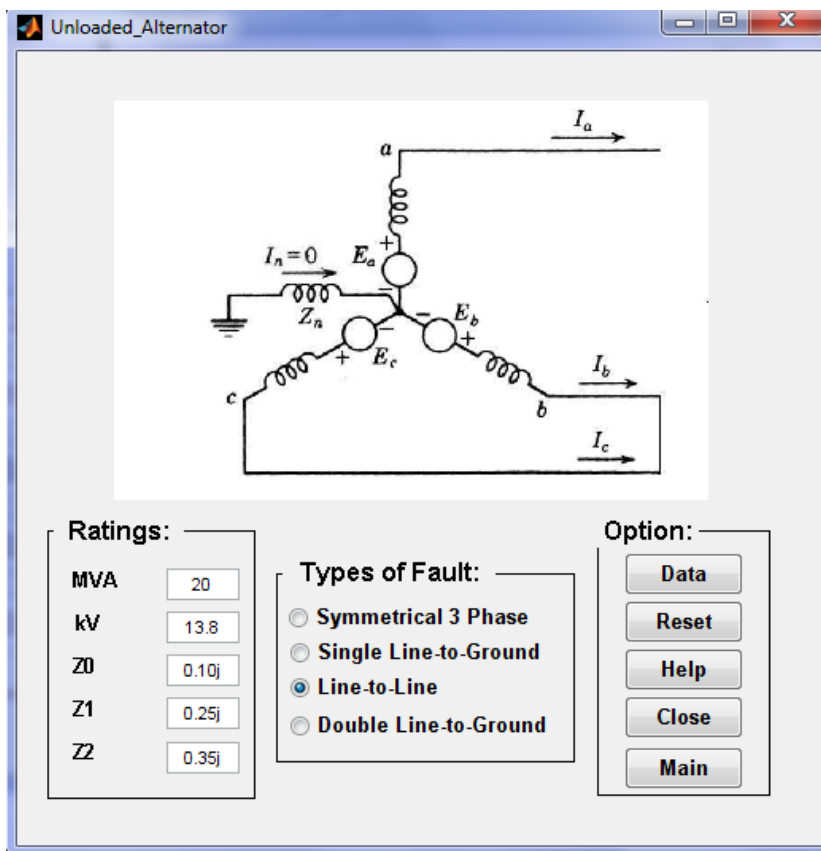 Unloaded_Alternator
I_a
a
+
I_n=0
E_a
−
Z_n
− −
E_b
+ +
E_c
c
b
I_b
I_c
Ratings:
MVA 20
kV 13.8
Z0 0.10j
Z1 0.25j
Z2 0.35j
Types of Fault:
Symmetrical 3 Phase
Single Line-to-Ground
Line-to-Line
Double Line-to-Ground
Option:
Data
Reset
Help
Close
Main